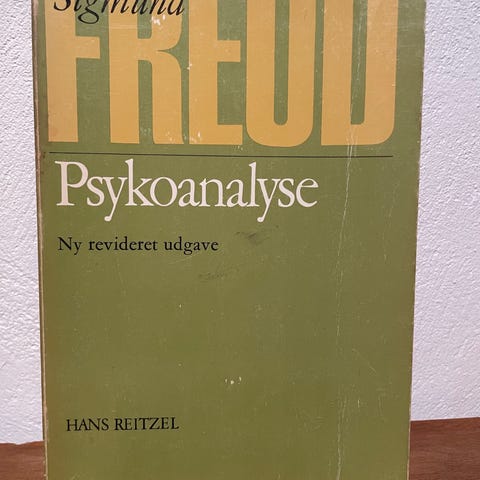 Sigmund
FREUD
Psykoanalyse
Ny revideret udgave
HANS REITZEL